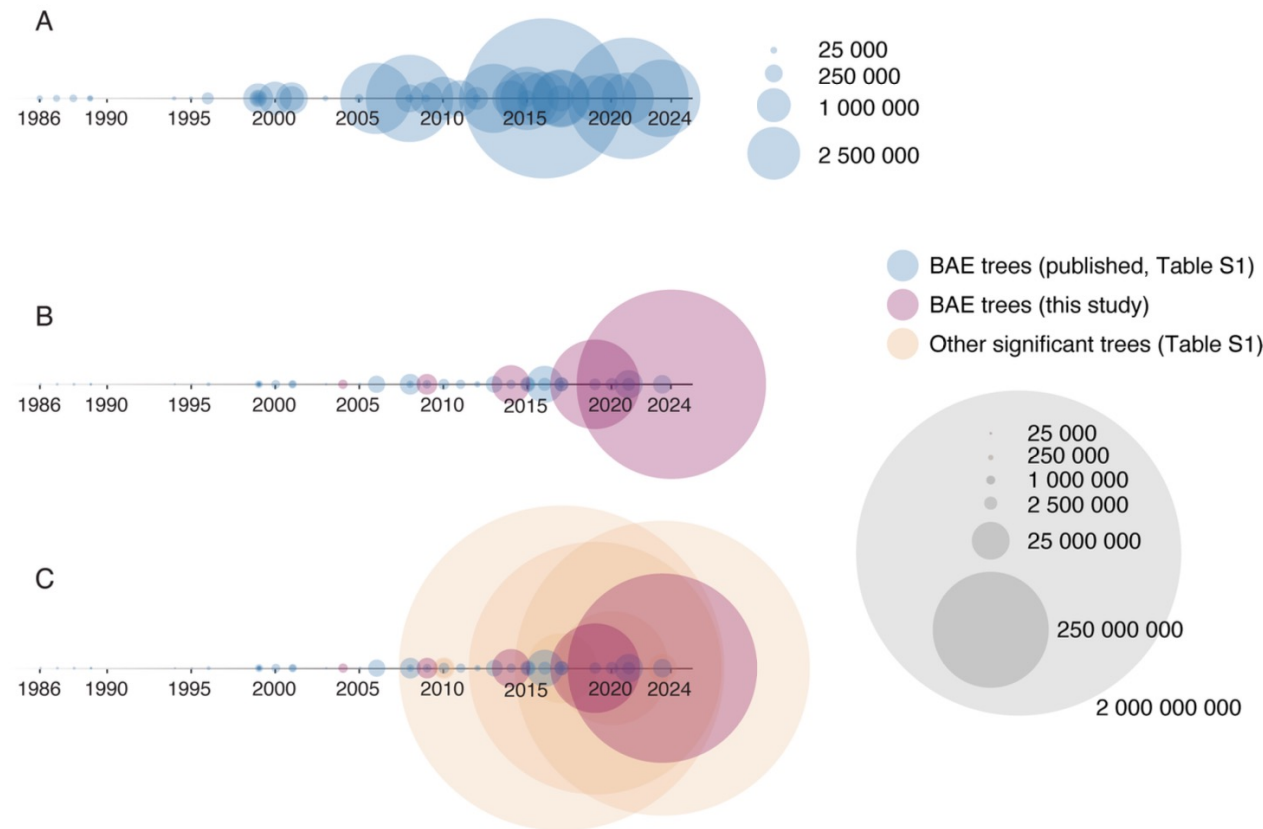 A
1986 1990 1995 2000 2005 2010 2015 2020 2024
25 000
250 000
1 000 000
2 500 000
BAE trees (published, Table S1)
BAE trees (this study)
Other significant trees (Table S1)
B
1986 1990 1995 2000 2005 2010 2015 2020 2024
25 000
250 000
1 000 000
2 500 000
25 000 000
250 000 000
2 000 000 000
C
1986 1990 1995 2000 2005 2010 2015 2020 2024